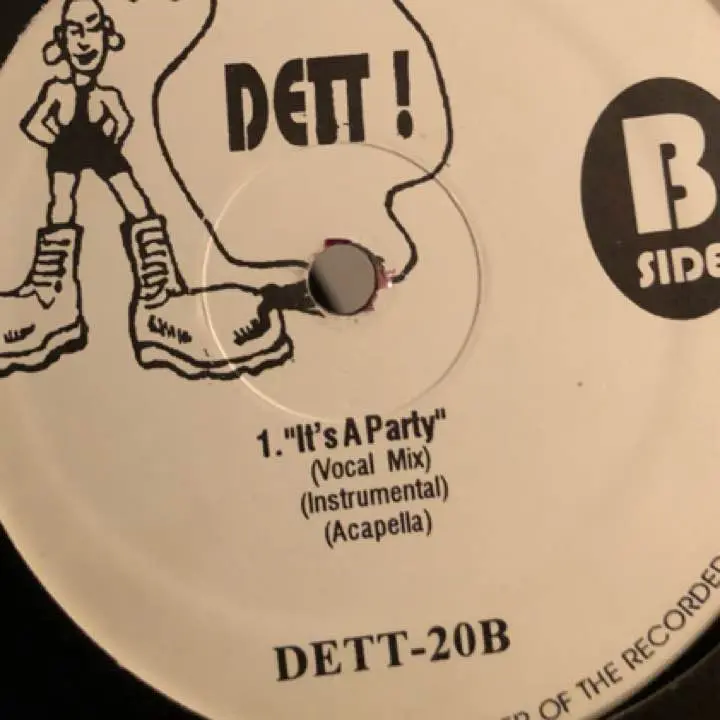 DETT !
B
SIDE
1. "It's A Party"
(Vocal Mix)
(Instrumental)
(Acapella)
DETT-20B
OF THE RECORDED